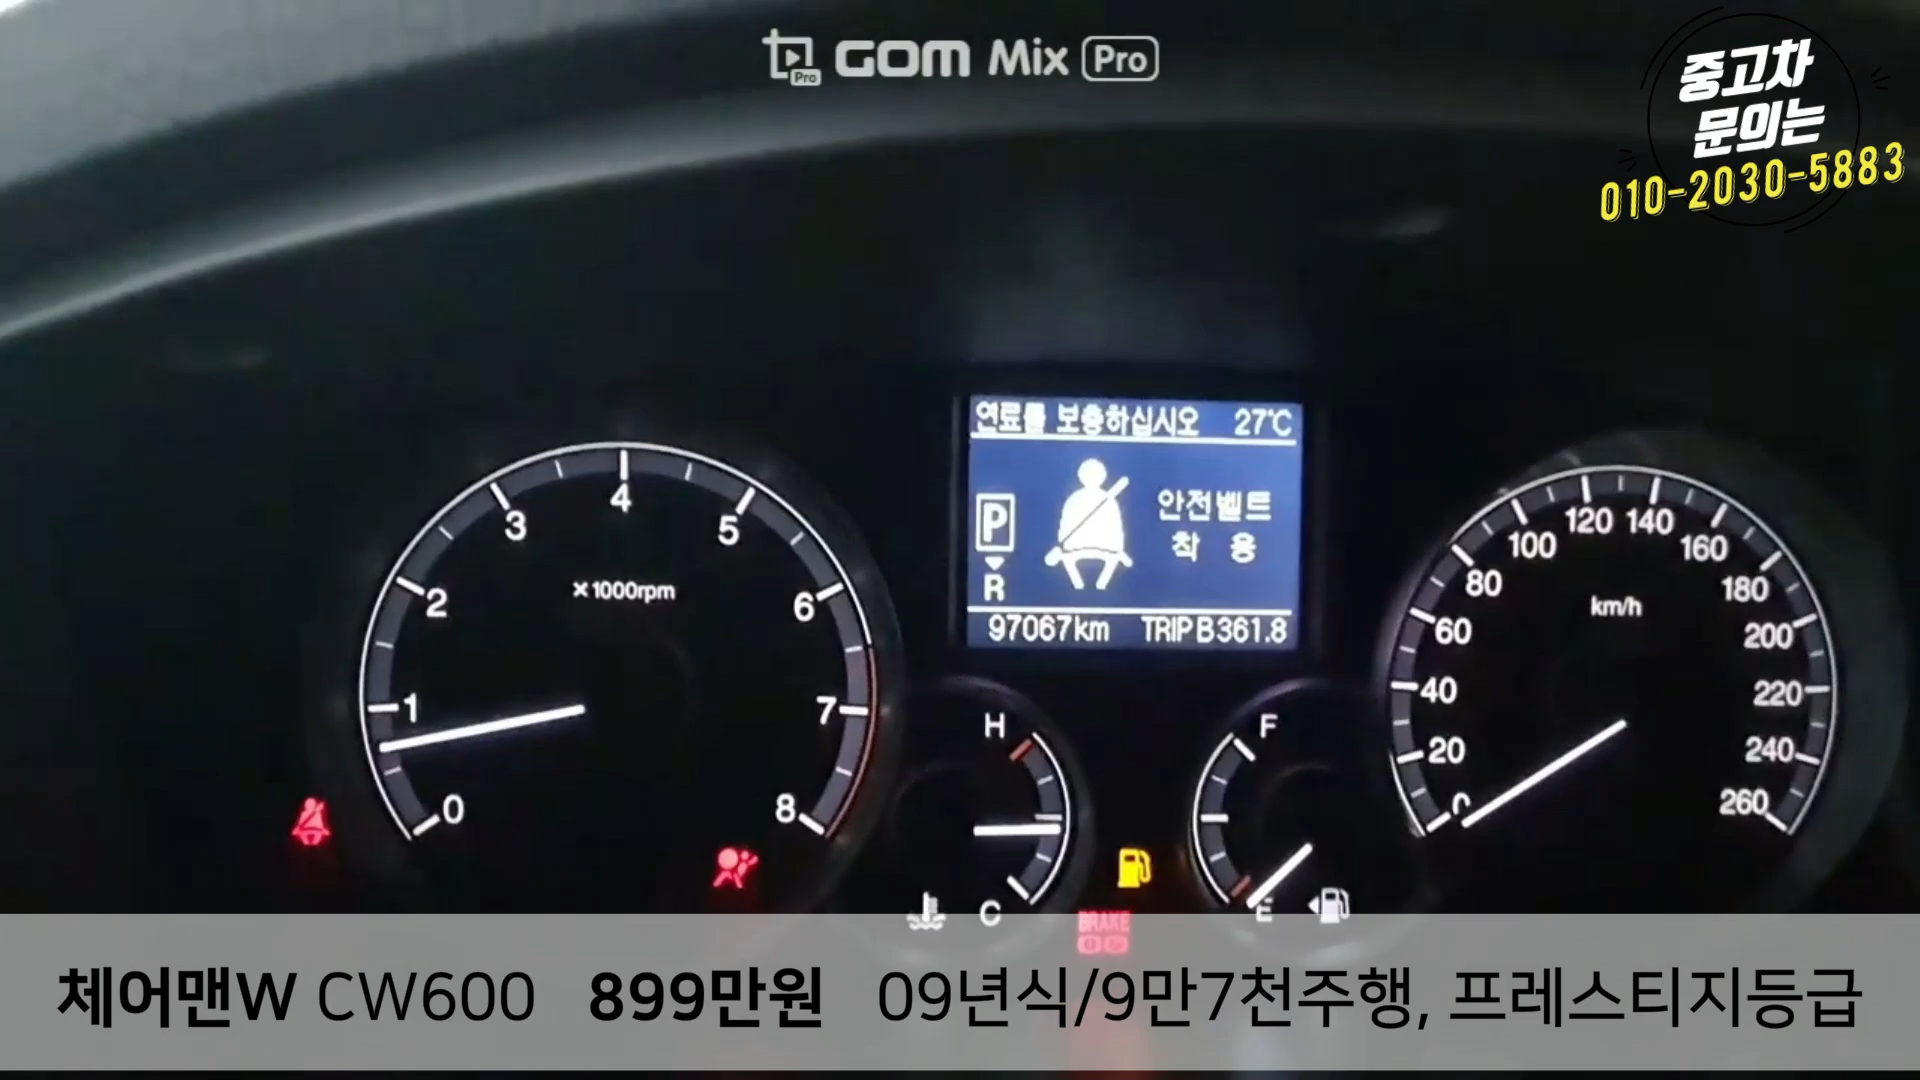 GOM Mix Pro
Pro
중고차
문의는
010-2030-5883
연료를 보충하십시오 27℃
안전벨트
착 용
P
R
97067km TRIP B 361.8
0 1 2 3 4 5 6 7 8
×1000rpm
H
C
F
E
0 20 40 60 80 100 120 140 160 180 200 220 240 260
km/h
BRAKE
체어맨W CW600 899만원 09년식/9만7천주행, 프레스티지등급